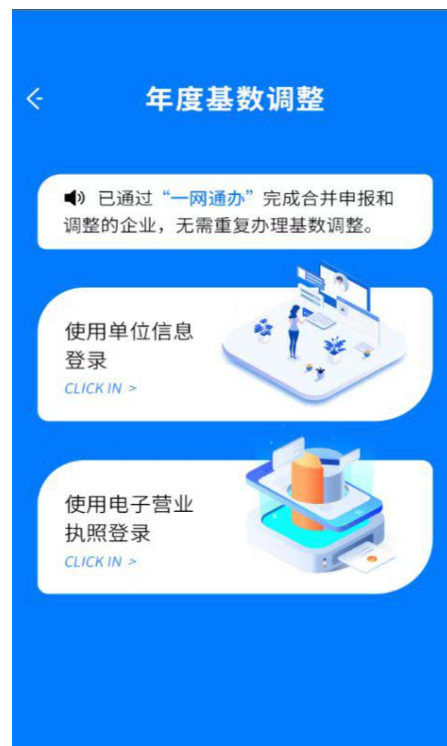 年度基数调整
已通过“一网通办”完成合并申报和
调整的企业，无需重复办理基数调整。
使用单位信息
登录
CLICK IN >
使用电子营业
执照登录
CLICK IN >